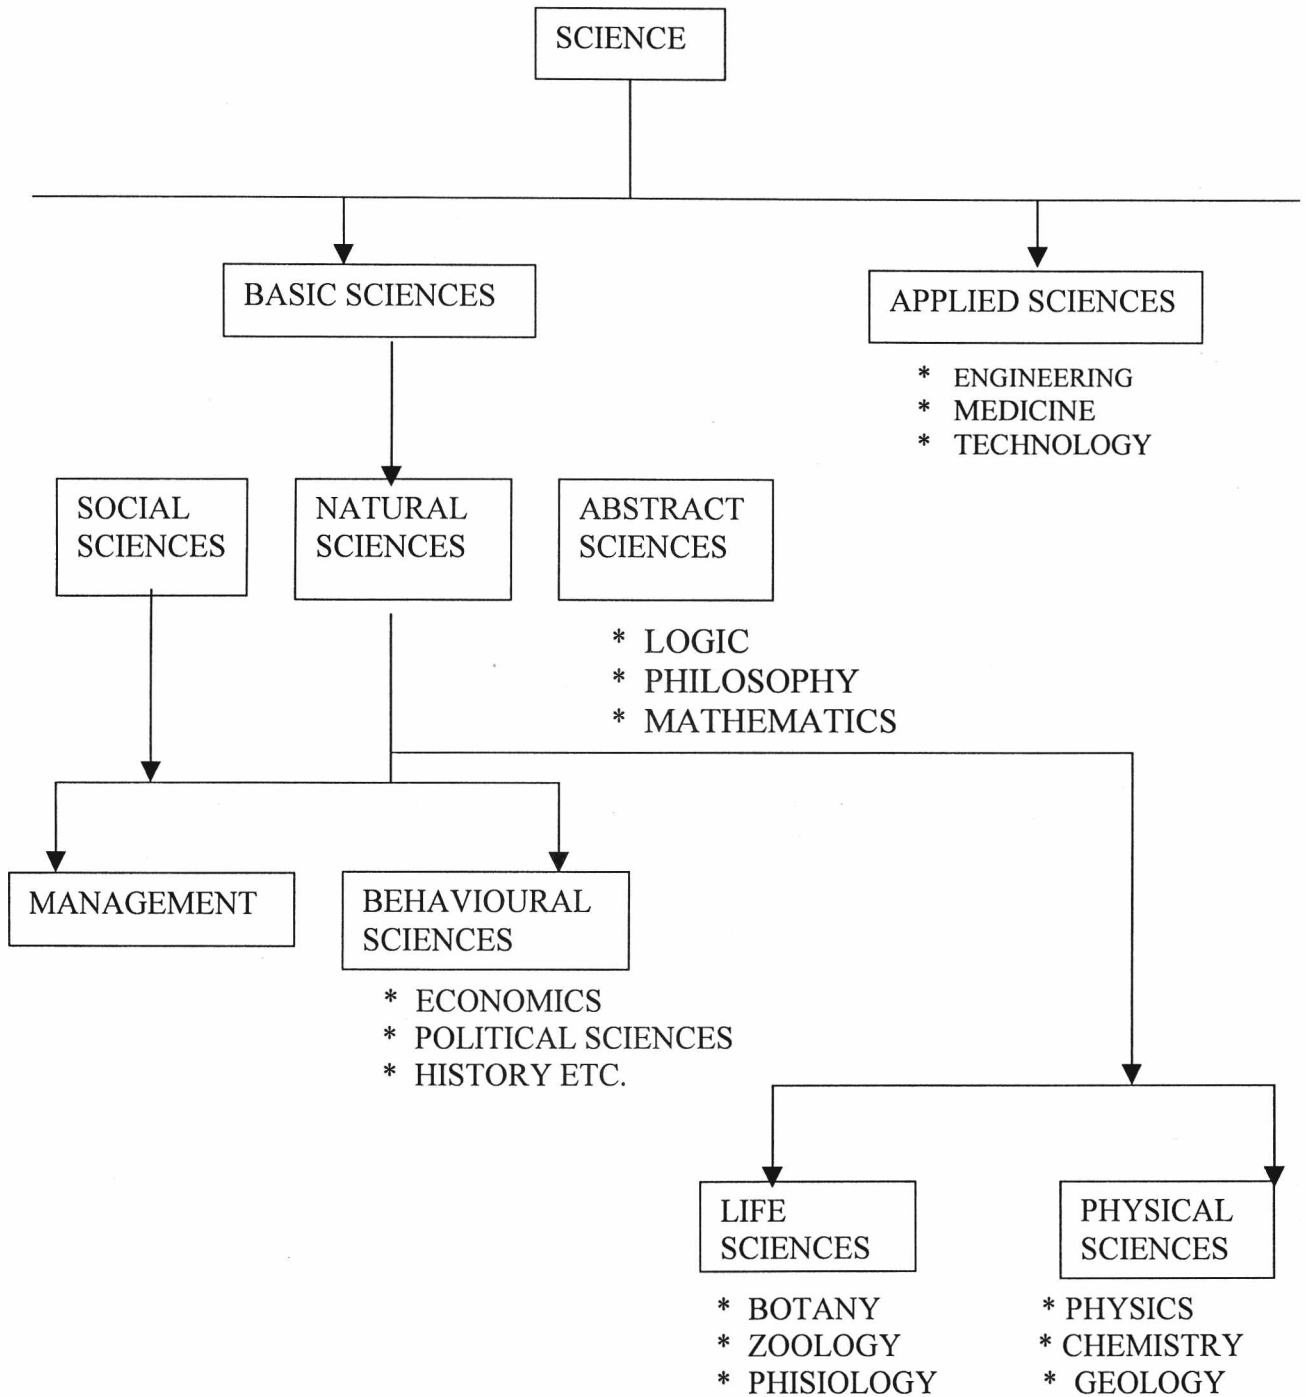 SCIENCE
BASIC SCIENCES
APPLIED SCIENCES
* ENGINEERING
* MEDICINE
* TECHNOLOGY
SOCIAL
SCIENCES
NATURAL
SCIENCES
ABSTRACT
SCIENCES
* LOGIC
* PHILOSOPHY
* MATHEMATICS
MANAGEMENT
BEHAVIOURAL
SCIENCES
* ECONOMICS
* POLITICAL SCIENCES
* HISTORY ETC.
LIFE
SCIENCES
* BOTANY
* ZOOLOGY
* PHISIOLOGY
PHYSICAL
SCIENCES
* PHYSICS
* CHEMISTRY
* GEOLOGY